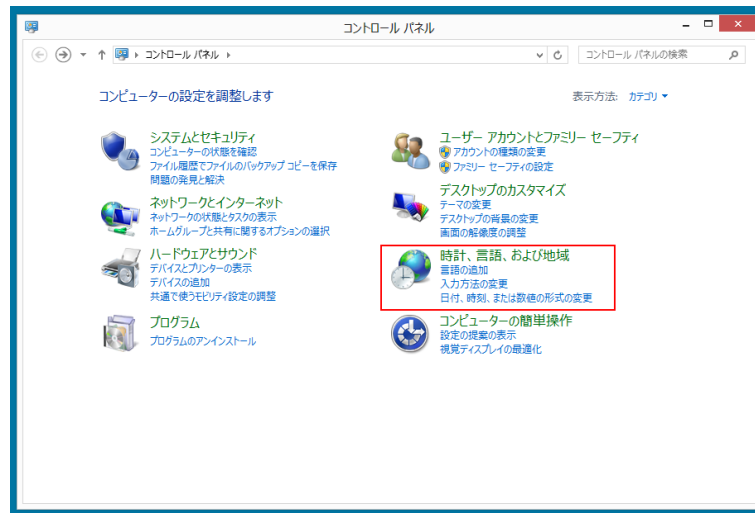 コントロール パネル
コントロール パネル
コントロール パネルの検索
コンピューターの設定を調整します
表示方法: カテゴリ
システムとセキュリティ
コンピューターの状態を確認
ファイル履歴でファイルのバックアップ コピーを保存
問題の発見と解決
ネットワークとインターネット
ネットワークの状態とタスクの表示
ホームグループと共有に関するオプションの選択
ハードウェアとサウンド
デバイスとプリンターの表示
デバイスの追加
共通で使うモビリティ設定の調整
プログラム
プログラムのアンインストール
ユーザー アカウントとファミリー セーフティ
アカウントの種類の変更
ファミリー セーフティの設定
デスクトップのカスタマイズ
テーマの変更
デスクトップの背景の変更
画面の解像度の調整
時計、言語、および地域
言語の追加
入力方法の変更
日付、時刻、または数値の形式の変更
コンピューターの簡単操作
設定の提案の表示
視覚ディスプレイの最適化